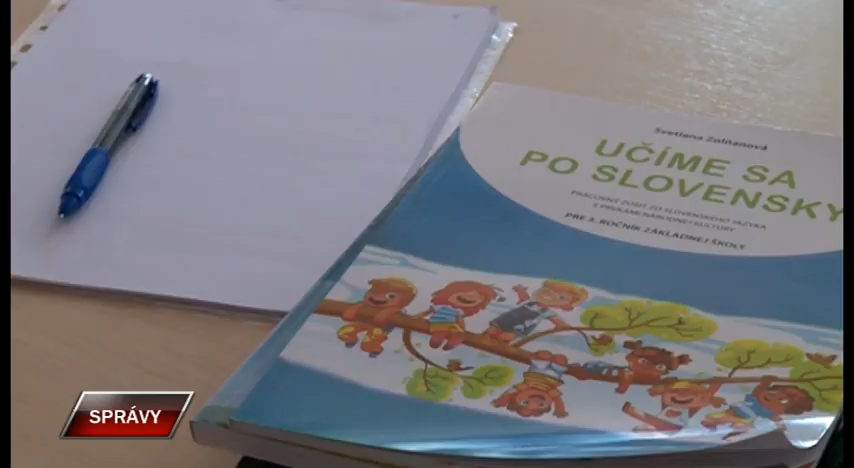 Svetlana Zolňanová
UČÍME SA
PO SLOVENSKY
PRACOVNÝ ZOŠIT ZO SLOVENSKÉHO JAZYKA
S PRVKAMI NÁRODNEJ KULTÚRY
PRE 3. ROČNÍK ZÁKLADNEJ ŠKOLY
SPRÁVY